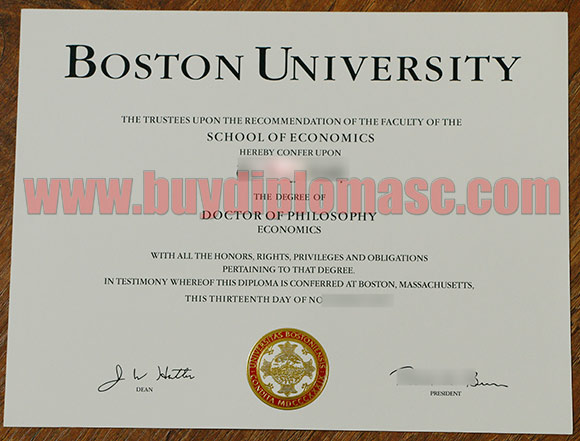 BOSTON UNIVERSITY
THE TRUSTEES UPON THE RECOMMENDATION OF THE FACULTY OF THE
SCHOOL OF ECONOMICS
HEREBY CONFER UPON
www.buydiplomasc.com
THE DEGREE OF
DOCTOR OF PHILOSOPHY
ECONOMICS
WITH ALL THE HONORS, RIGHTS, PRIVILEGES AND OBLIGATIONS
PERTAINING TO THAT DEGREE.
IN TESTIMONY WHEREOF THIS DIPLOMA IS CONFERRED AT BOSTON, MASSACHUSETTS,
THIS THIRTEENTH DAY OF
UNIVERSITAS BOSTONIENSIS
DEAN
PRESIDENT